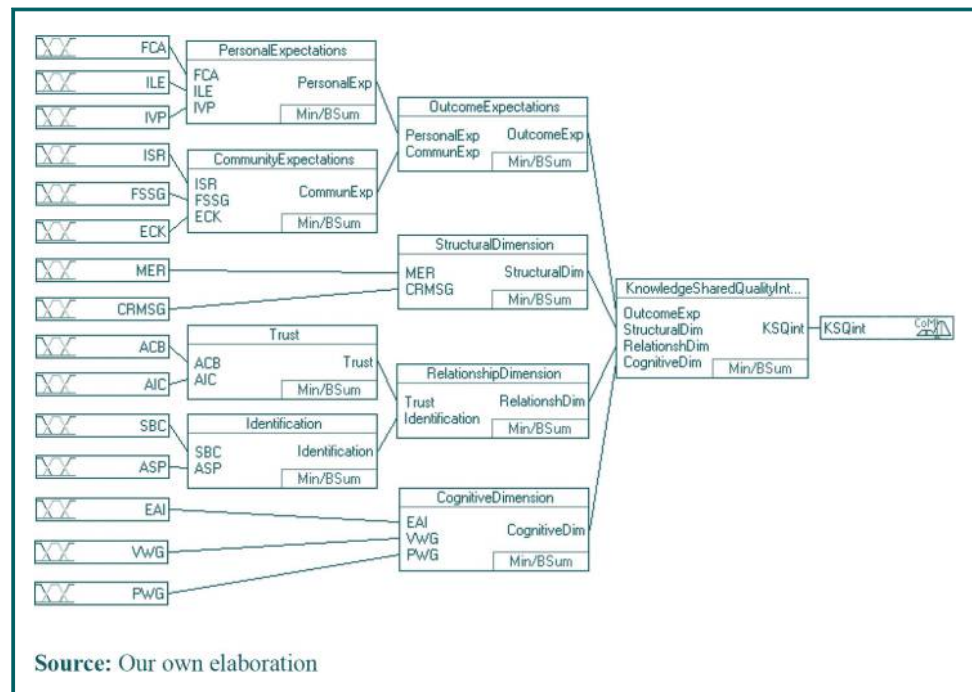 FCA
ILE
IVP
ISR
FSSG
ECK
MER
CRMSG
ACB
AIC
SBC
ASP
EAI
VWG
PWG
PersonalExpectations
FCA
ILE
IVP
PersonalExp
Min/BSum
CommunityExpectations
ISR
FSSG
ECK
CommunExp
Min/BSum
Trust
ACB
AIC
Trust
Min/BSum
Identification
SBC
ASP
Identification
Min/BSum
OutcomeExpectations
PersonalExp
CommunExp
OutcomeExp
Min/BSum
StructuralDimension
MER
CRMSG
StructuralDim
Min/BSum
RelationshipDimension
Trust
Identification
RelationshDim
Min/BSum
CognitiveDimension
EAI
VWG
PWG
CognitiveDim
Min/BSum
KnowledgeSharedQualityInt...
OutcomeExp
StructuralDim
RelationshDim
CognitiveDim
KSQint
Min/BSum
KSQint
CoM
Source: Our own elaboration